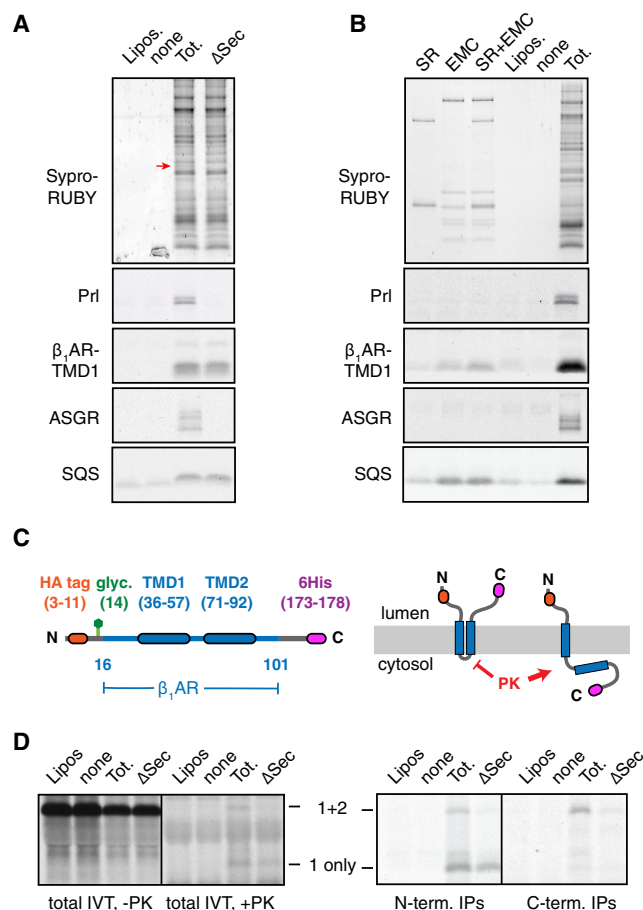 A
Lipos. none Tot. ΔSec
Sypro-
RUBY
Prl
β1AR-
TMD1
ASGR
SQS
B
SR EMC SR+EMC Lipos. none Tot.
Sypro-
RUBY
Prl
β1AR-
TMD1
ASGR
SQS
C
HA tag glyc. TMD1 TMD2 6His
(3-11) (14) (36-57) (71-92) (173-178)
N C
16 101
β1AR
N C N
lumen
cytosol
PK
C
D
Lipos none Tot. ΔSec Lipos none Tot. ΔSec
Lipos none Tot. ΔSec Lipos none Tot. ΔSec
1+2
1 only
total IVT, -PK total IVT, +PK
N-term. IPs C-term. IPs